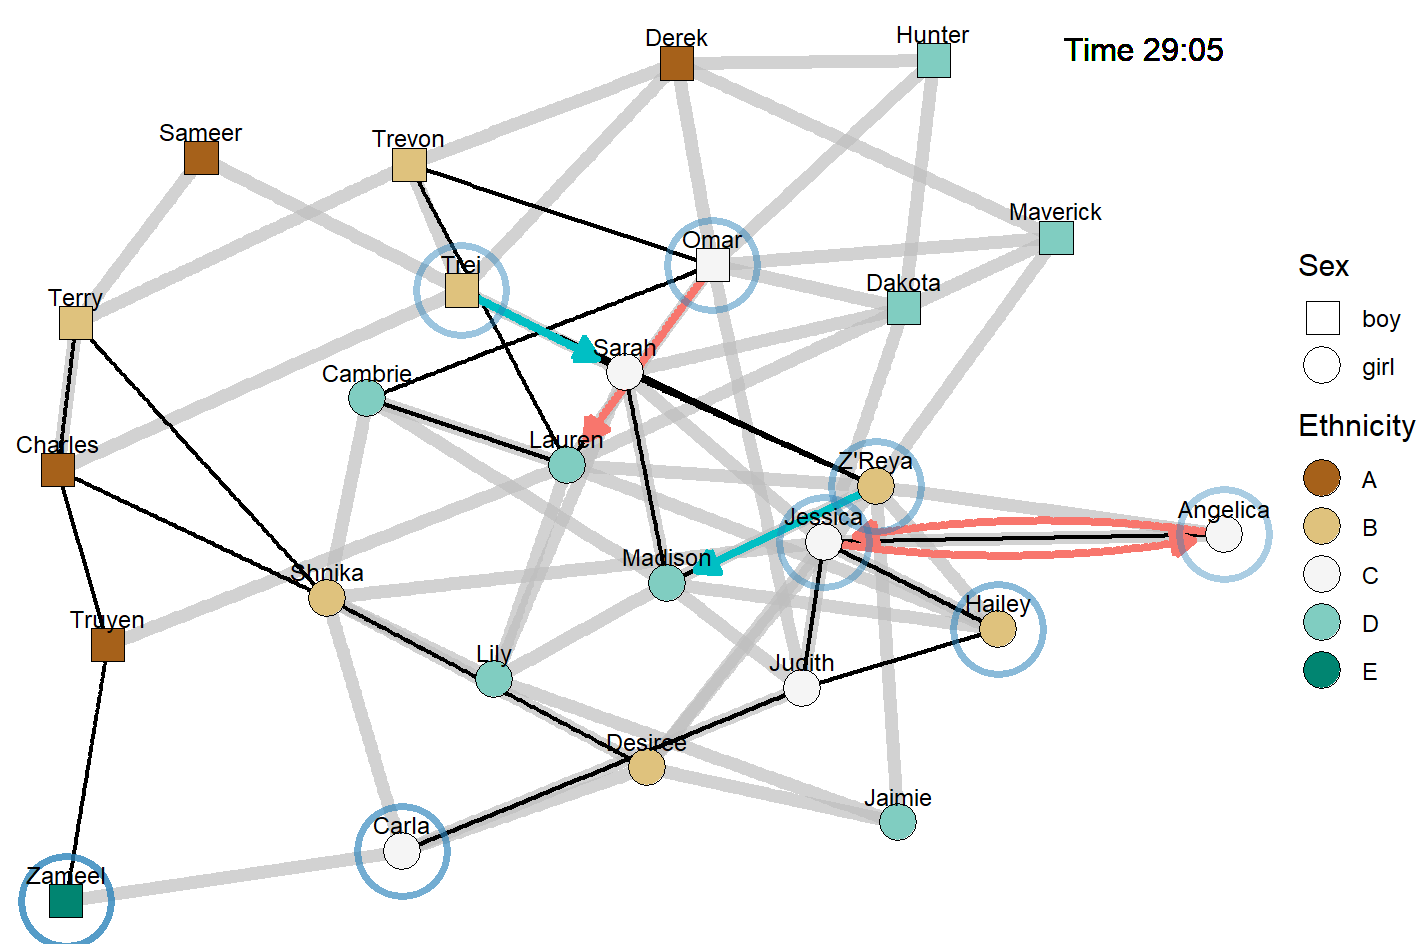 Derek
Hunter
Time 29:05
Sameer
Trevon
Maverick
Omar
Trei
Dakota
Terry
Sarah
Cambrie
Charles
Lauren
Z'Reya
Jessica
Angelica
Madison
Shnika
Hailey
Truyen
Lily
Judith
Desiree
Jaimie
Carla
Zameel
Sex
boy
girl
Ethnicity
A
B
C
D
E